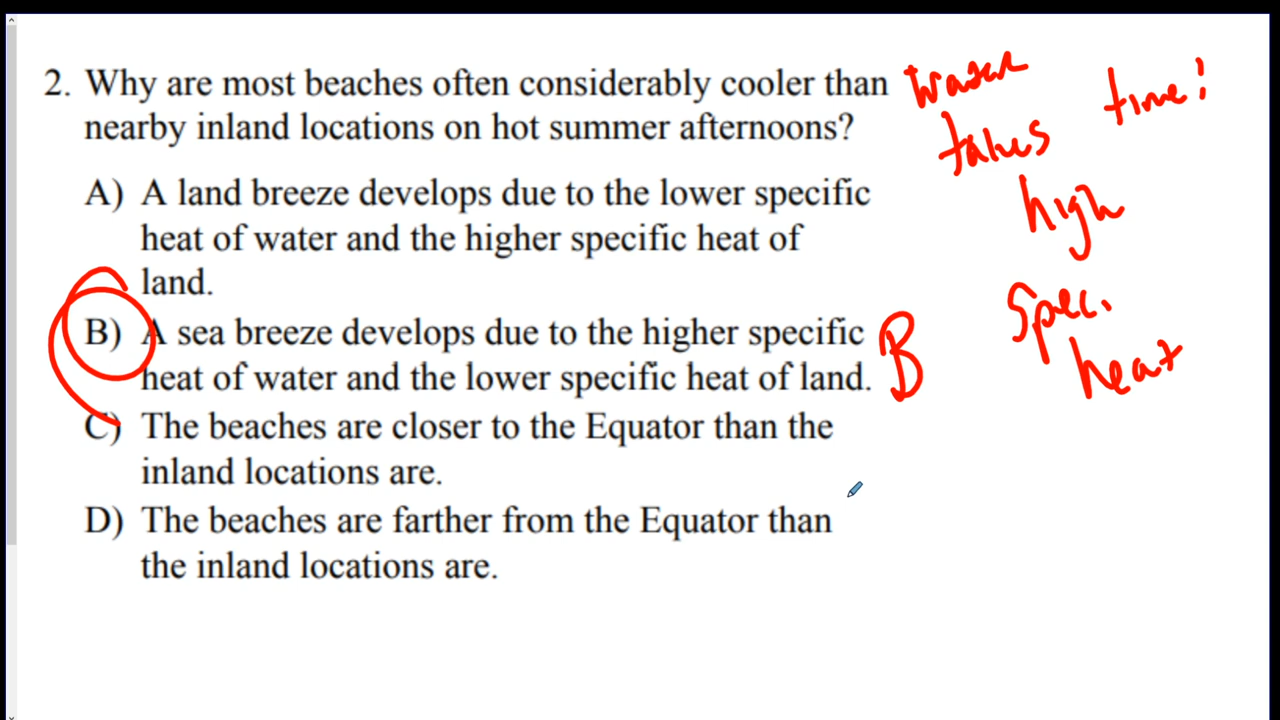 2. Why are most beaches often considerably cooler than
nearby inland locations on hot summer afternoons?
A) A land breeze develops due to the lower specific
heat of water and the higher specific heat of
land.
B) A sea breeze develops due to the higher specific
heat of water and the lower specific heat of land.
C) The beaches are closer to the Equator than the
inland locations are.
D) The beaches are farther from the Equator than
the inland locations are.
B
Water
takes time!
high
spec.
heat